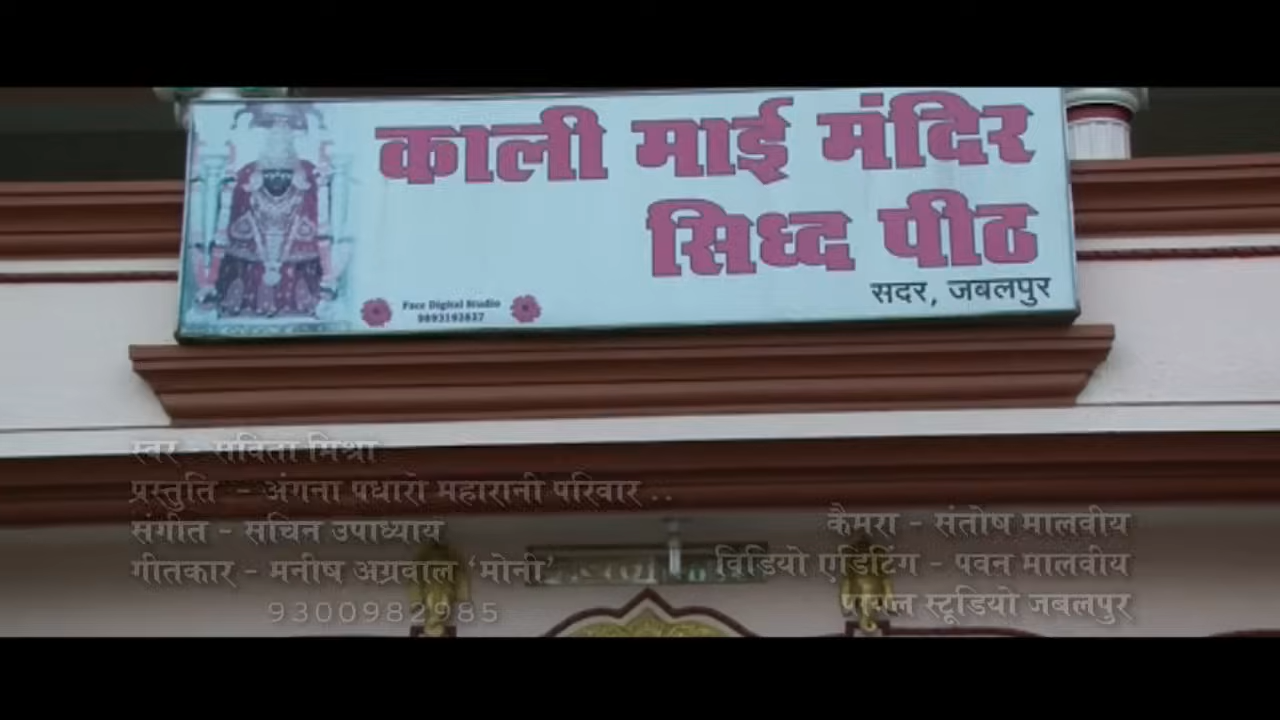 काली माई मंदिर
सिध्द पीठ
सदर, जबलपुर
Face Digital Studio
स्वर - सविता मिश्रा
प्रस्तुति - अंगना पधारो महारानी परिवार ..
संगीत - सचिन उपाध्याय
गीतकार - मनीष अग्रवाल 'मोनी'
9300982985
कैमरा - संतोष मालवीय
विडियो एडिटिंग - पवन मालवीय
पायल स्टूडियो जबलपुर